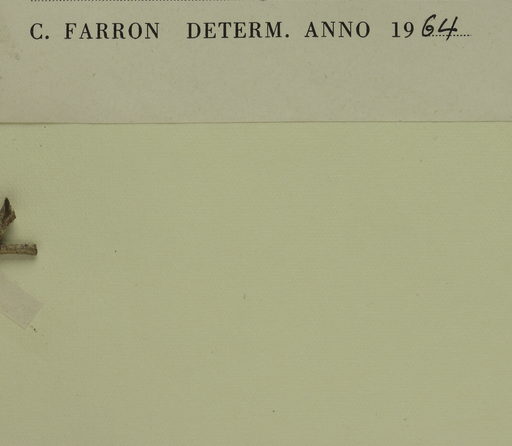 C. FARRON DETERM. ANNO 1964